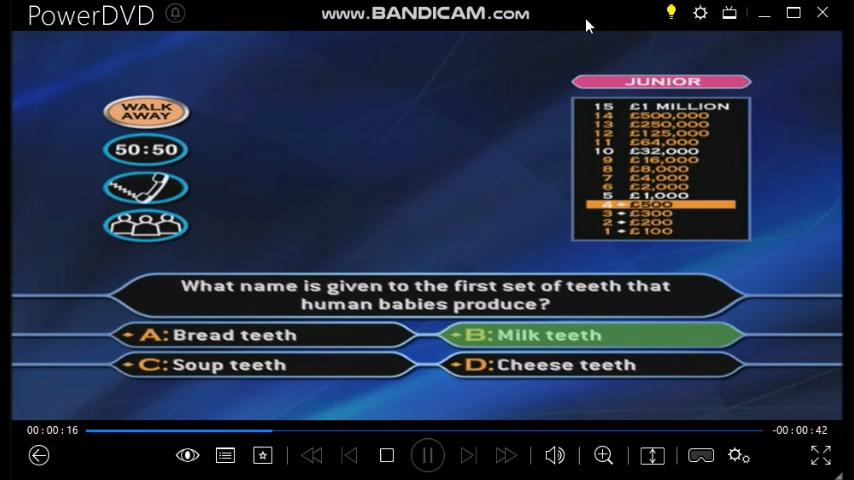 PowerDVD
www.BANDICAM.com
WALK
AWAY
50:50
JUNIOR
15 £1 MILLION
14 £500,000
13 £250,000
12 £125,000
11 £64,000
10 £32,000
9 £16,000
8 £8,000
7 £4,000
6 £2,000
5 £1,000
4 £500
3 £300
2 £200
1 £100
What name is given to the first set of teeth that
human babies produce?
A: Bread teeth
B: Milk teeth
C: Soup teeth
D: Cheese teeth
00:00:16
-00:00:42